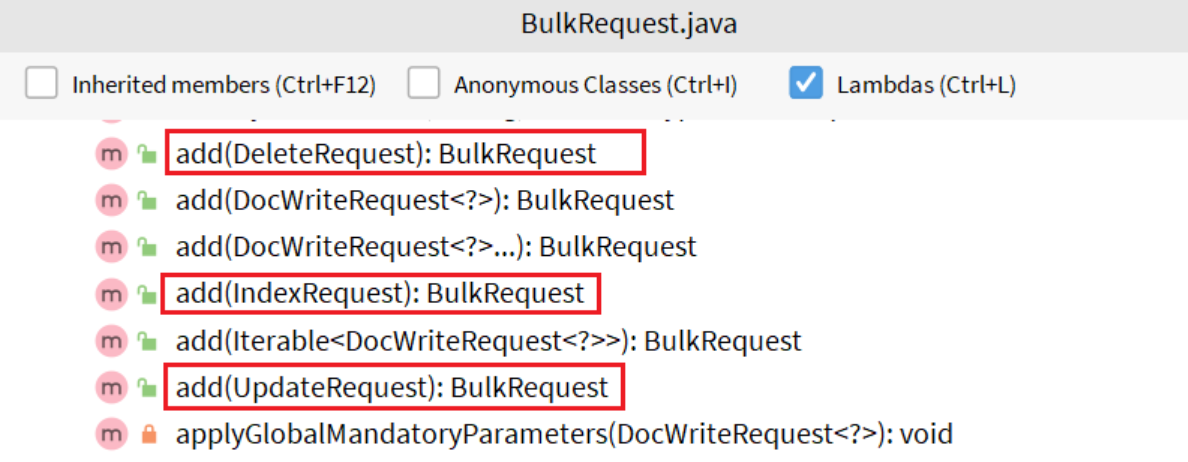 BulkRequest.java
Inherited members (Ctrl+F12) Anonymous Classes (Ctrl+I) Lambdas (Ctrl+L)
m add(DeleteRequest): BulkRequest
m add(DocWriteRequest<?>): BulkRequest
m add(DocWriteRequest<?>...): BulkRequest
m add(IndexRequest): BulkRequest
m add(Iterable<DocWriteRequest<?>>): BulkRequest
m add(UpdateRequest): BulkRequest
m applyGlobalMandatoryParameters(DocWriteRequest<?>): void